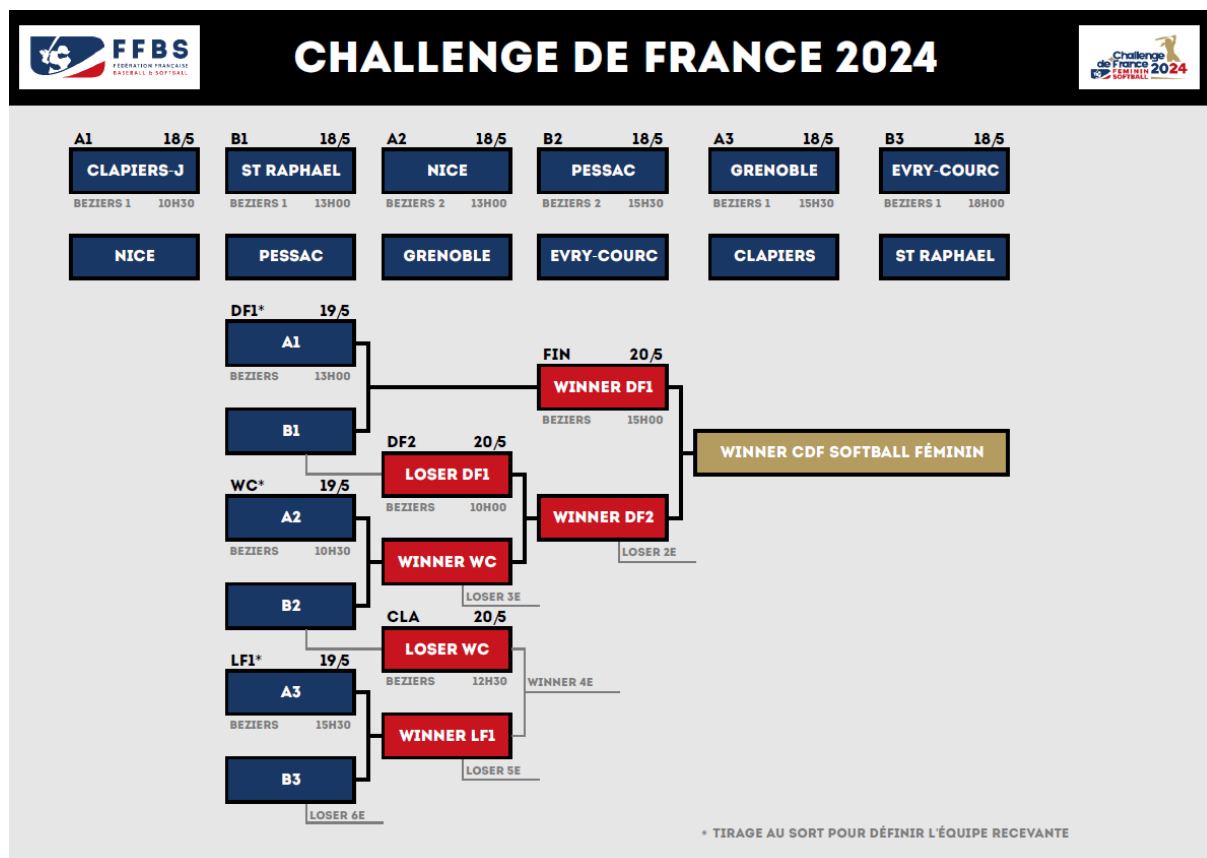 FFBS
FÉDÉRATION FRANÇAISE
BASEBALL & SOFTBALL
CHALLENGE DE FRANCE 2024
Challenge
de France
FEMININ
SOFTBALL
2024
A1 18/5 B1 18/5 A2 18/5 B2 18/5 A3 18/5 B3 18/5
CLAPIERS-J ST RAPHAEL NICE PESSAC GRENOBLE EVRY-COURC
BEZIERS 1 10H30 BEZIERS 1 13H00 BEZIERS 2 13H00 BEZIERS 2 15H30 BEZIERS 1 15H30 BEZIERS 1 18H00
NICE PESSAC GRENOBLE EVRY-COURC CLAPIERS ST RAPHAEL
DF1* 19/5
A1
BEZIERS 13H00
B1
FIN 20/5
WINNER DF1
BEZIERS 15H00
DF2 20/5
LOSER DF1
BEZIERS 10H00
WINNER CDF SOFTBALL FÉMININ
WC* 19/5
A2
BEZIERS 10H30
B2
WINNER DF2
LOSER 2E
WINNER WC
LOSER 3E
CLA 20/5
LOSER WC
BEZIERS 12H30
WINNER 4E
LF1* 19/5
A3
BEZIERS 15H30
B3
WINNER LF1
LOSER 5E
LOSER 6E
* TIRAGE AU SORT POUR DÉFINIR L'ÉQUIPE RECEVANTE